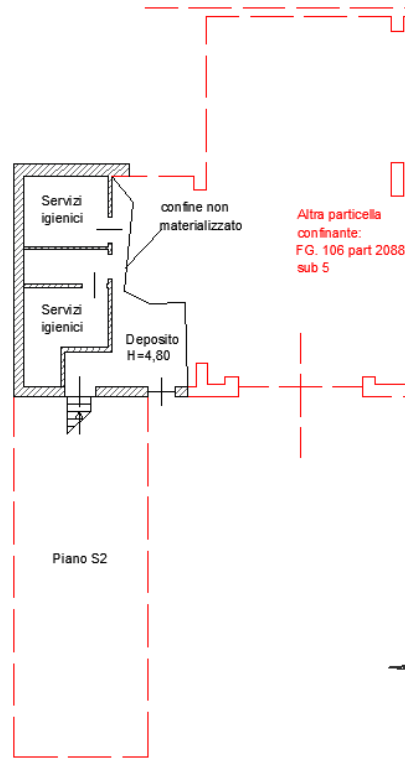 Servizi
igienici
confine non
materializzato
Altra particella
confinante:
FG. 106 part 2088
sub 5
Servizi
igienici
Deposito
H=4,80
Piano S2